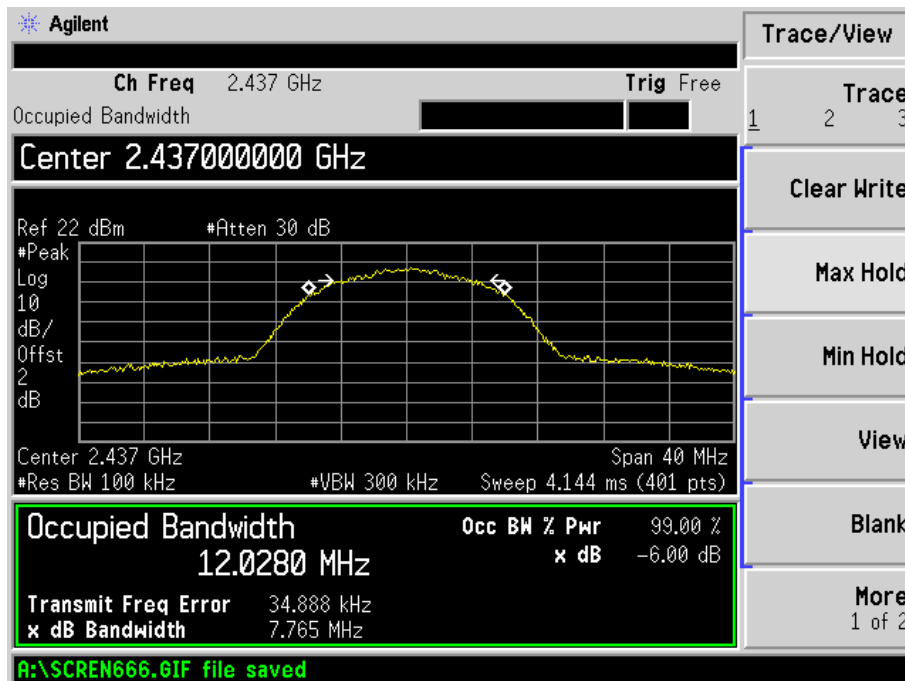 Agilent
Trace/View
Ch Freq 2.437 GHz Trig Free
Occupied Bandwidth
Trace
1 2 3
Center 2.437000000 GHz
Clear Write
Ref 22 dBm #Atten 30 dB
#Peak
Log
10
dB/
Offst
2
dB
Max Hold
Min Hold
View
Center 2.437 GHz Span 40 MHz
#Res BW 100 kHz #VBW 300 kHz Sweep 4.144 ms (401 pts)
Occupied Bandwidth
12.0280 MHz
Occ BW % Pwr 99.00 %
x dB -6.00 dB
Transmit Freq Error 34.888 kHz
x dB Bandwidth 7.765 MHz
Blank
More
1 of 2
A:\SCREN666.GIF file saved